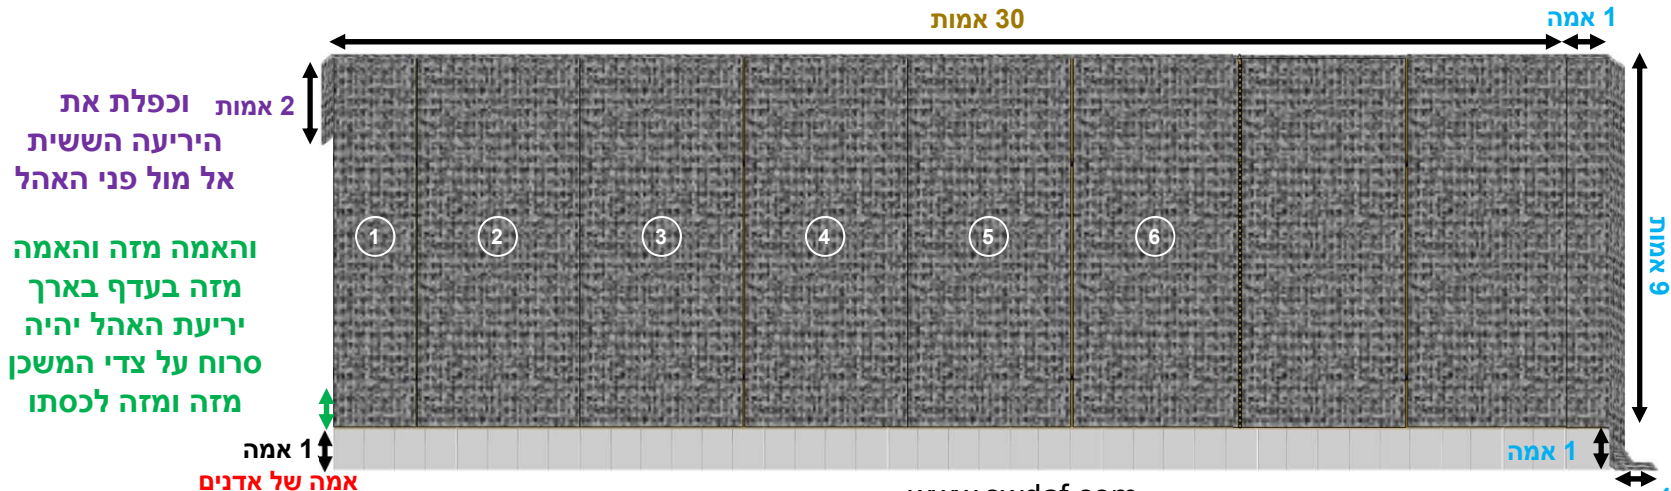 30 אמות
1 אמה
2 אמות
וכפלת את
היריעה הששית
אל מול פני האהל
והאמה מזה והאמה
מזה בעדף בארך
יריעת האהל יהיה
סרוח על צדי המשכן
מזה ומזה לכסתו
1
2
3
4
5
6
9 אמות
1 אמה
אמה של אדנים
1 אמה